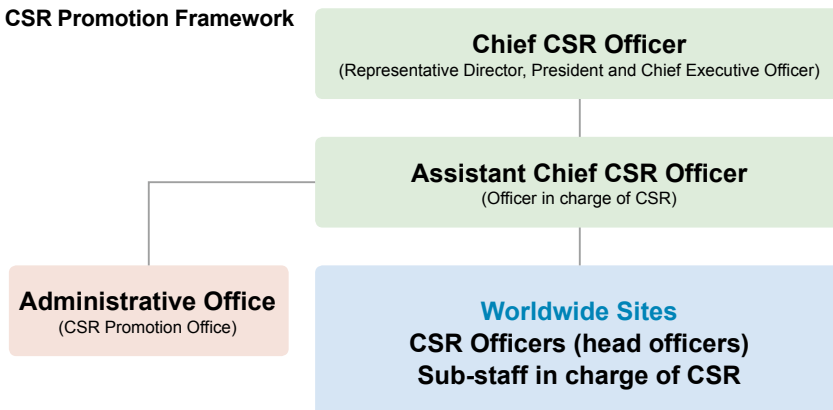 CSR Promotion Framework
Chief CSR Officer
(Representative Director, President and Chief Executive Officer)
Assistant Chief CSR Officer
(Officer in charge of CSR)
Administrative Office
(CSR Promotion Office)
Worldwide Sites
CSR Officers (head officers)
Sub-staff in charge of CSR